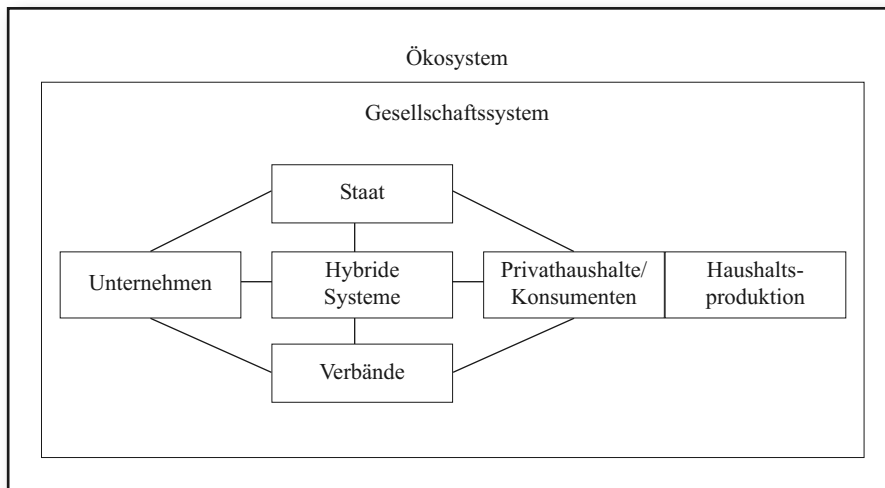 Ökosystem
Gesellschaftssystem
Staat
Unternehmen
Hybride
Systeme
Privathaushalte/
Konsumenten
Haushalts-
produktion
Verbände